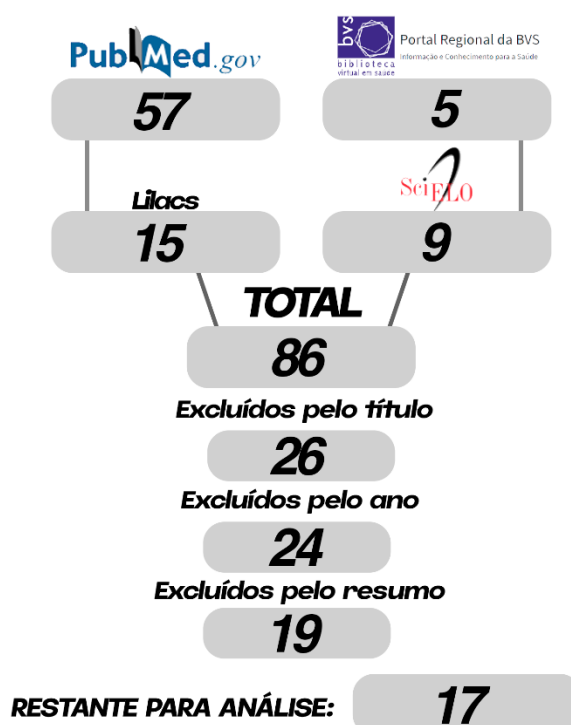 PubMed.gov
bvs
biblioteca
virtual em saúde
Portal Regional da BVS
Informação e Conhecimento para a Saúde
57
5
Lilacs
SciELO
15
9
TOTAL
86
Excluídos pelo título
26
Excluídos pelo ano
24
Excluídos pelo resumo
19
RESTANTE PARA ANÁLISE:
17